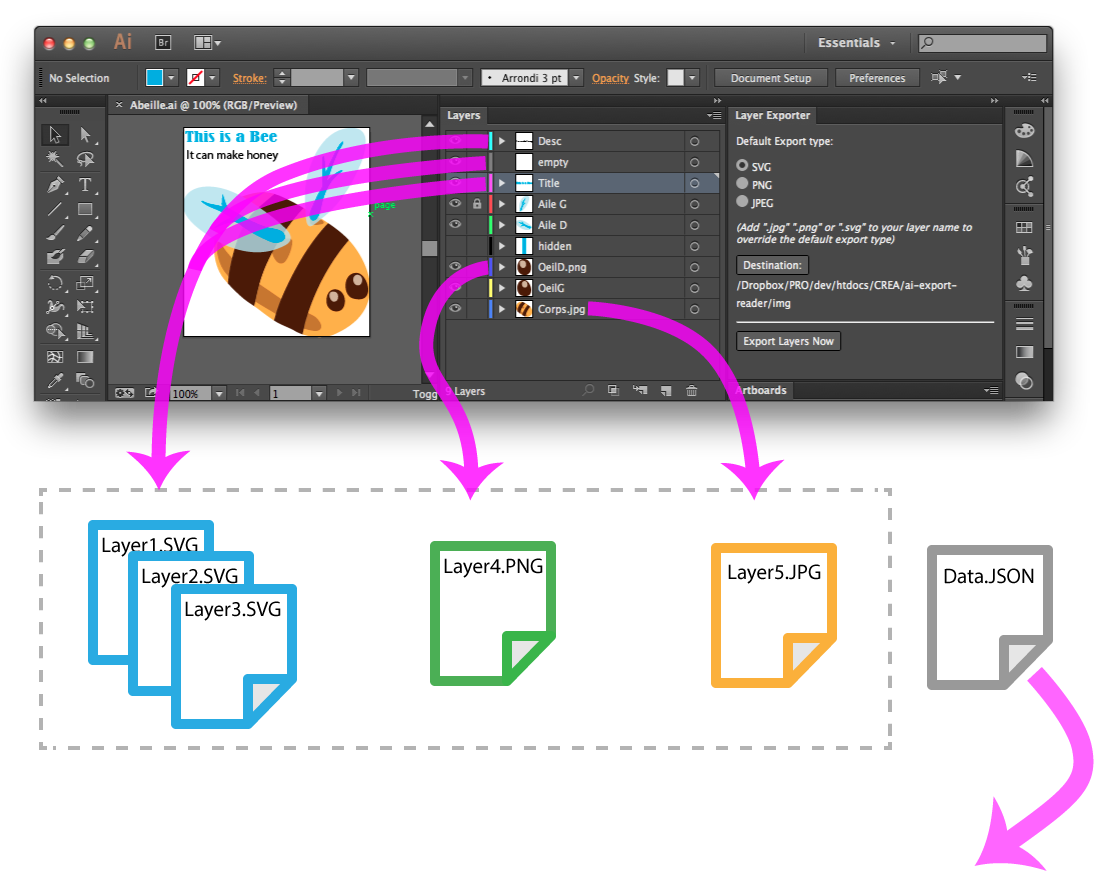 Ai
Br
Essentials
No Selection
Stroke:
Arrondi 3 pt
Opacity
Style:
Document Setup
Preferences
× Abeille.ai @ 100% (RGB/Preview)
This is a Bee
It can make honey
page
100%
1
Togg
Layers
Desc
empty
Title
Aile G
Aile D
hidden
OeilD.png
OeilG
Corps.jpg
9 Layers
Layer Exporter
Default Export type:
SVG
PNG
JPEG
(Add ".jpg" ".png" or ".svg" to your layer name to
override the default export type)
Destination:
/Dropbox/PRO/dev/htdocs/CREA/ai-export-
reader/img
Export Layers Now
Artboards
Layer1.SVG
Layer2.SVG
Layer3.SVG
Layer4.PNG
Layer5.JPG
Data.JSON